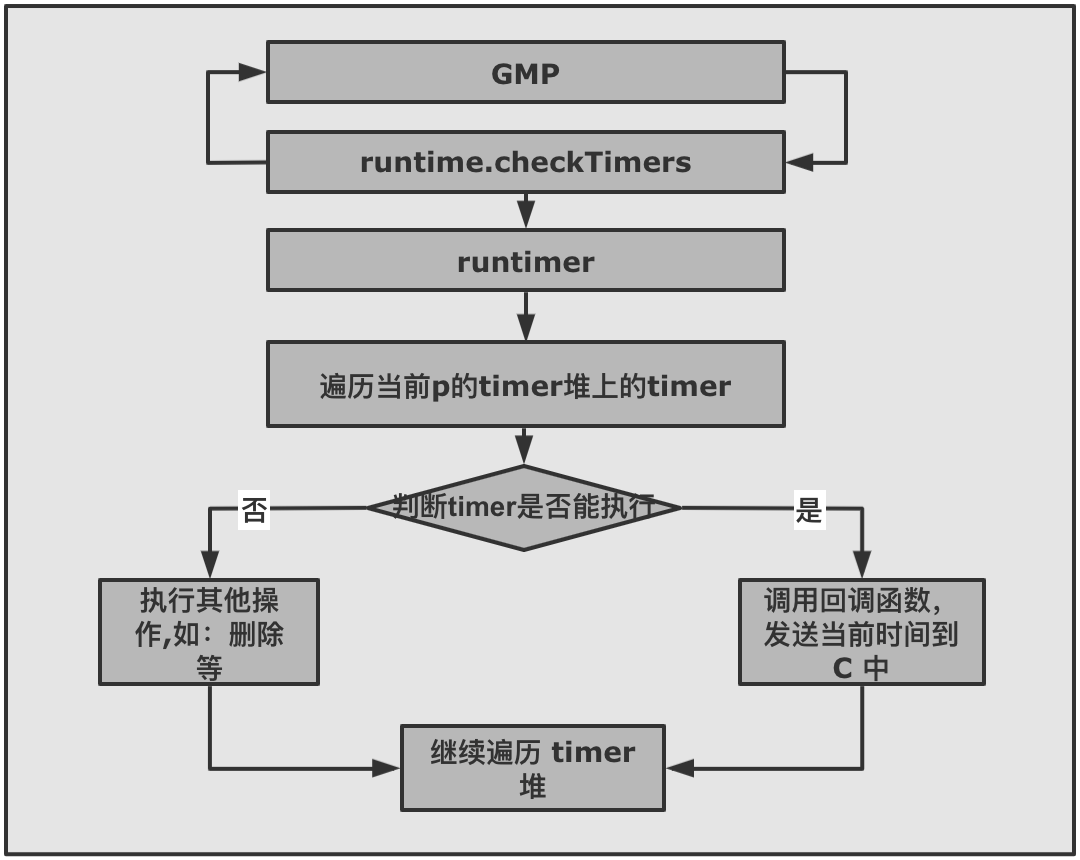 GMP
runtime.checkTimers
runtimer
遍历当前p的timer堆上的timer
判断timer是否能执行
否
是
执行其他操
作,如：删除
等
调用回调函数，
发送当前时间到
C 中
继续遍历 timer
堆